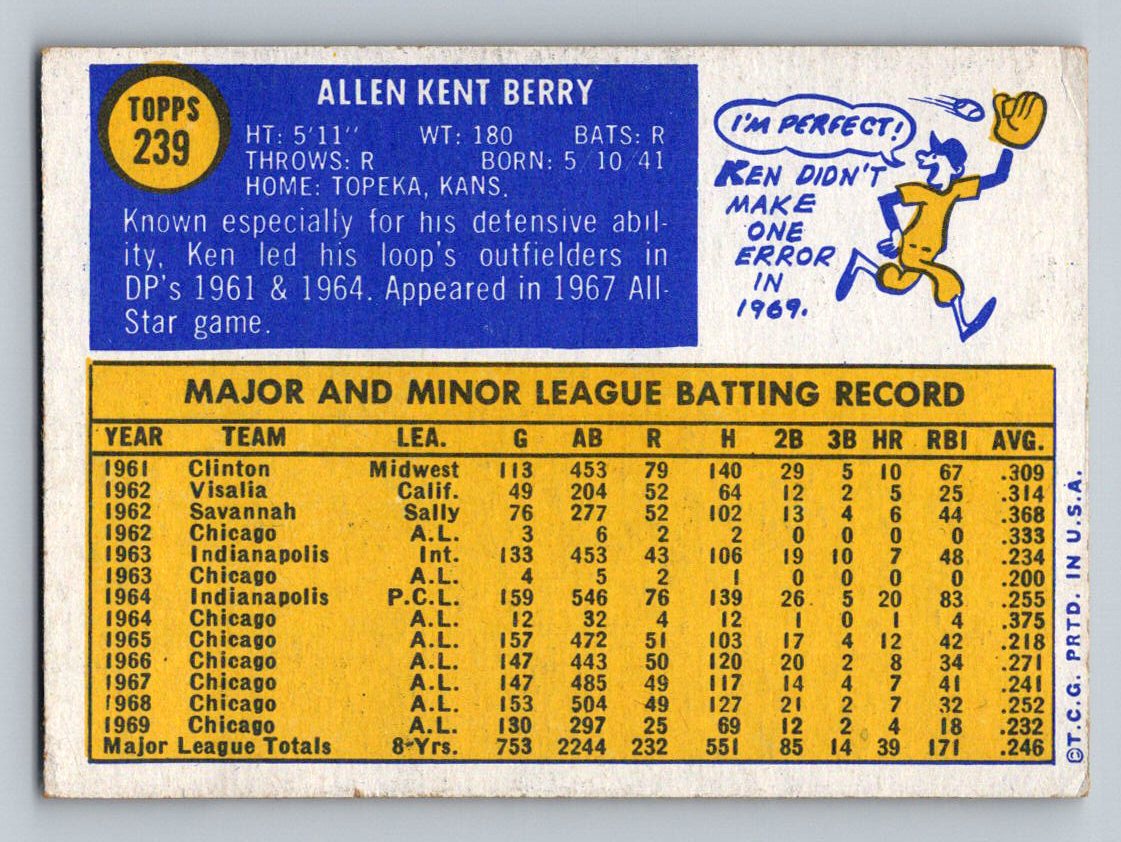 TOPPS
239
ALLEN KENT BERRY
HT: 5'11" WT: 180 BATS: R
THROWS: R BORN: 5 10 41
HOME: TOPEKA, KANS.
Known especially for his defensive abil-
ity, Ken led his loop's outfielders in
DP's 1961 & 1964. Appeared in 1967 All-
Star game.
I'M PERFECT!
KEN DIDN'T
MAKE
ONE
ERROR
IN
1969.
MAJOR AND MINOR LEAGUE BATTING RECORD
YEAR TEAM LEA. G AB R H 2B 3B HR RBI AVG.
1961 Clinton Midwest 113 453 79 140 29 5 10 67 .309
1962 Visalia Calif. 49 204 52 64 12 2 5 25 .314
1962 Savannah Sally 76 277 52 102 13 4 6 44 .368
1962 Chicago A.L. 3 6 2 2 0 0 0 0 .333
1963 Indianapolis Int. 133 453 43 106 19 10 7 48 .234
1963 Chicago A.L. 4 5 2 1 0 0 0 0 .200
1964 Indianapolis P.C.L. 159 546 76 139 26 5 20 83 .255
1964 Chicago A.L. 12 32 4 12 1 0 1 4 .375
1965 Chicago A.L. 157 472 51 103 17 4 12 42 .218
1966 Chicago A.L. 147 443 50 120 20 2 8 34 .271
1967 Chicago A.L. 147 485 49 117 14 4 7 41 .241
1968 Chicago A.L. 153 504 49 127 21 2 7 32 .252
1969 Chicago A.L. 130 297 25 69 12 2 4 18 .232
Major League Totals 8 Yrs. 753 2244 232 551 85 14 39 171 .246
©T.C.G. PRTD. IN U.S.A.